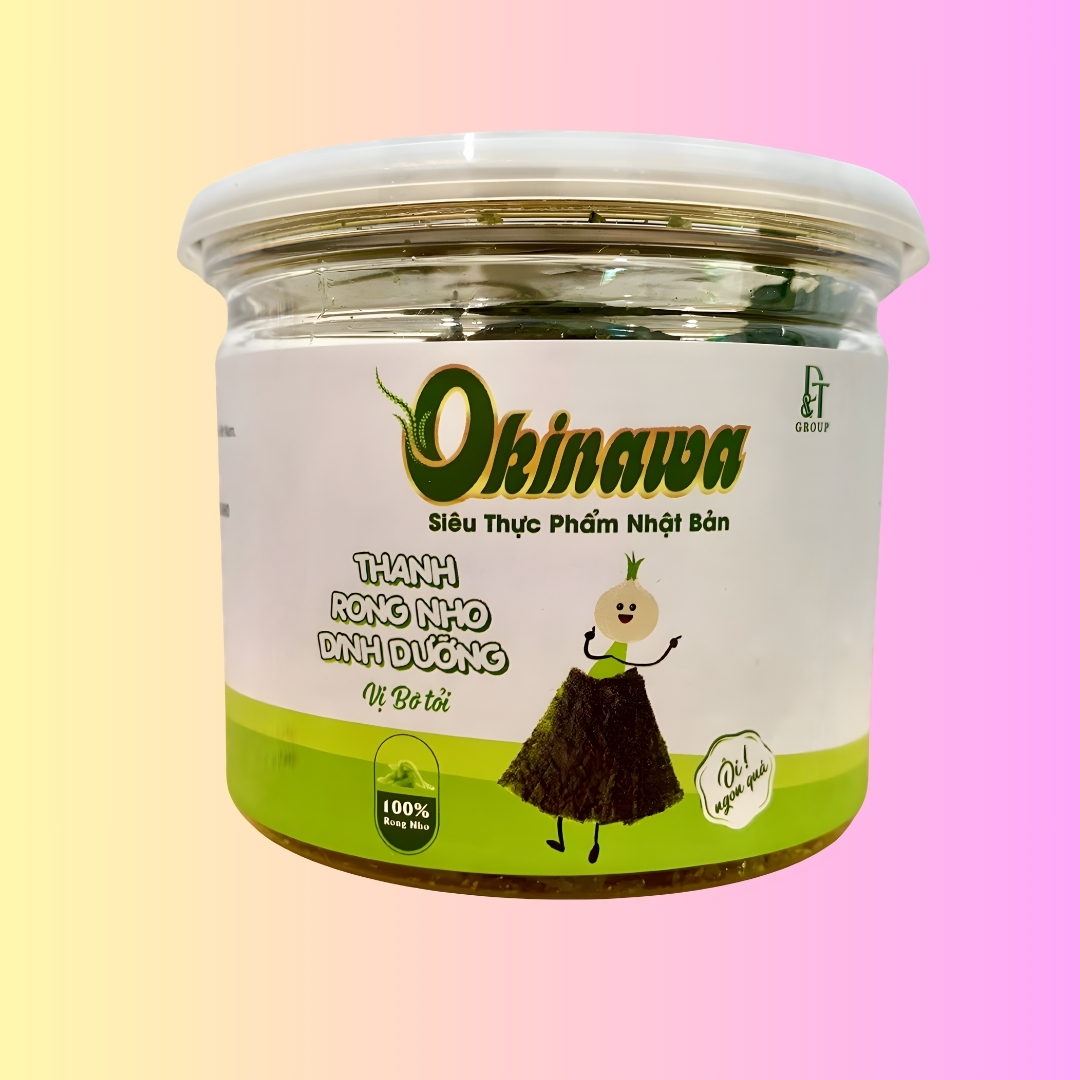 Okinawa
D&T
GROUP
Siêu Thực Phẩm Nhật Bản
THANH
RONG NHO
DINH DƯỠNG
Vị Bơ tỏi
100%
Rong Nho
Ôi !
ngon quá